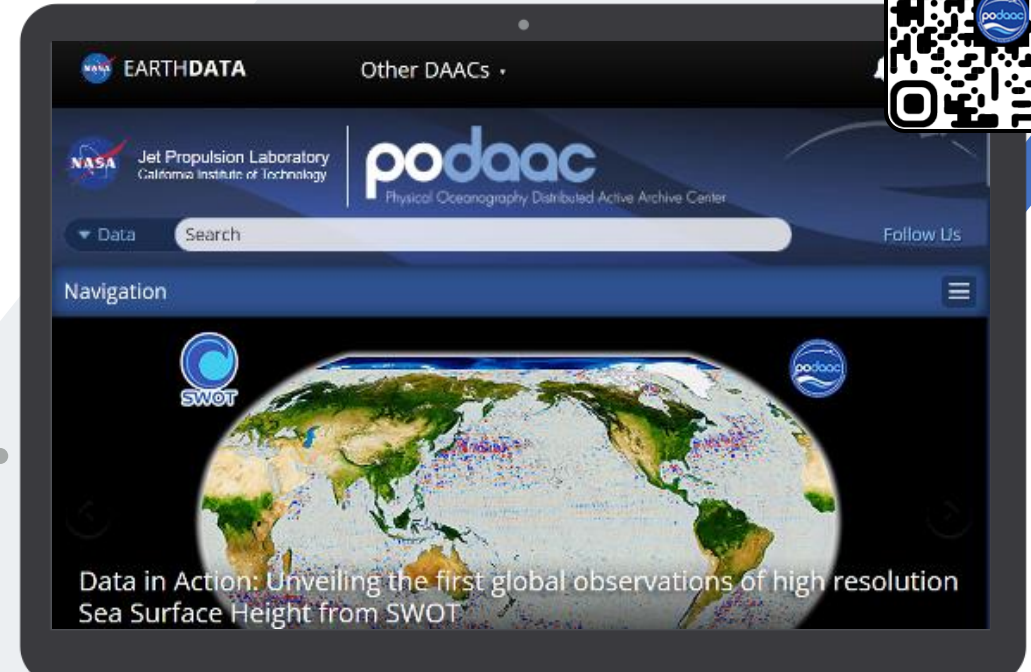 podaac
NASA EARTHDATA Other DAACs
NASA Jet Propulsion Laboratory
California Institute of Technology
podaac
Physical Oceanography Distributed Active Archive Center
Data Search Follow Us
Navigation
SWOT podaac
Data in Action: Unveiling the first global observations of high resolution
Sea Surface Height from SWOT